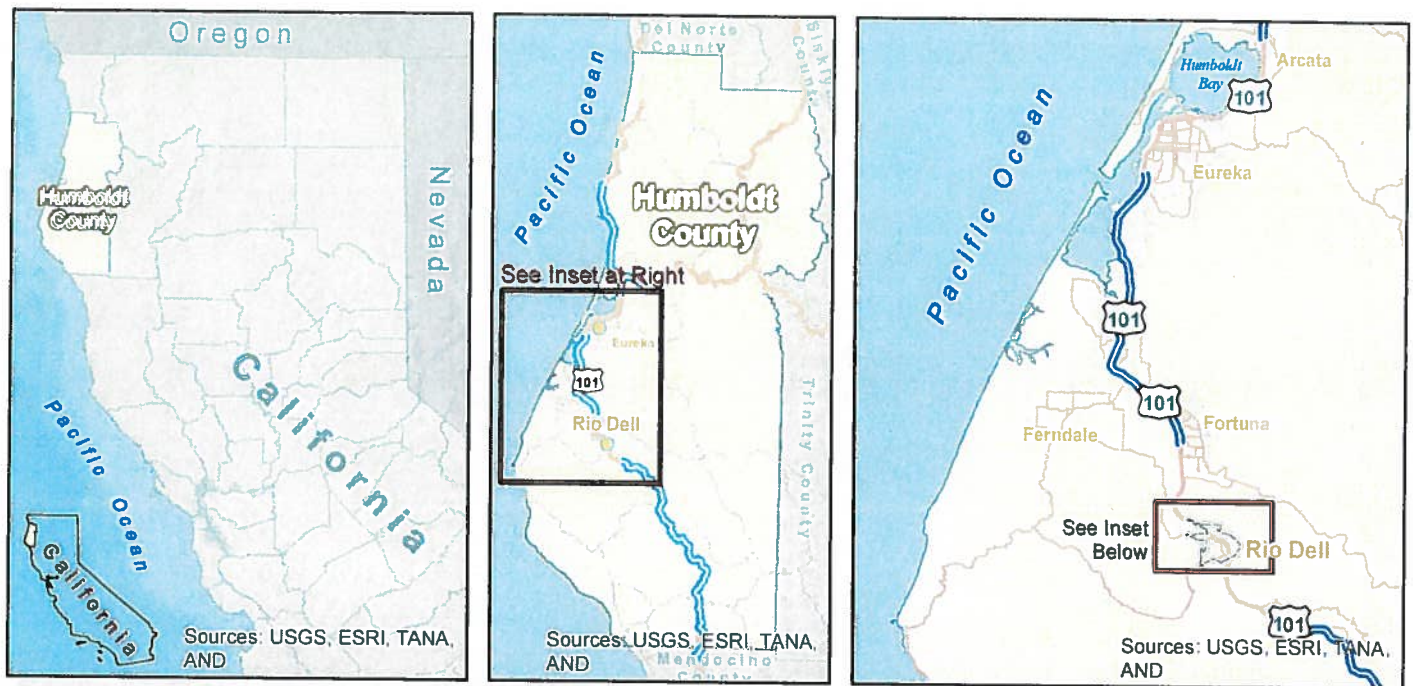 Oregon
Nevada
Humboldt
County
California
Pacific Ocean
California
Sources: USGS, ESRI, TANA,
AND
Del Norte
County
Siskiy
County
Pacific Ocean
Humboldt
County
See Inset at Right
Eureka
101
Rio Dell
Trinity County
Sources: USGS, ESRI, TANA,
AND
Mendocino
County
Humboldt
Bay
Arcata
101
Pacific Ocean
Eureka
101
101
Ferndale
Fortuna
See Inset
Below
Rio Dell
101
Sources: USGS, ESRI, TANA,
AND